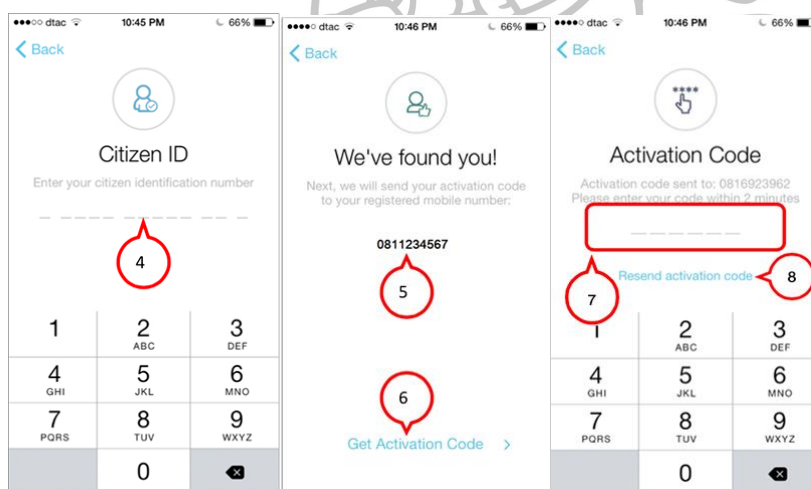 dtac 10:45 PM 66%
Back
Citizen ID
Enter your citizen identification number
4
1 2 3
ABC DEF
4 5 6
GHI JKL MNO
7 8 9
PQRS TUV WXYZ
0
dtac 10:46 PM 66%
Back
We've found you!
Next, we will send your activation code
to your registered mobile number:
0811234567
5
6
Get Activation Code >
dtac 10:46 PM 66%
Back
****
Activation Code
Activation code sent to: 0816923962
Please enter your code within 2 minutes
7
Resend activation code
8
1 2 3
ABC DEF
4 5 6
GHI JKL MNO
7 8 9
PQRS TUV WXYZ
0